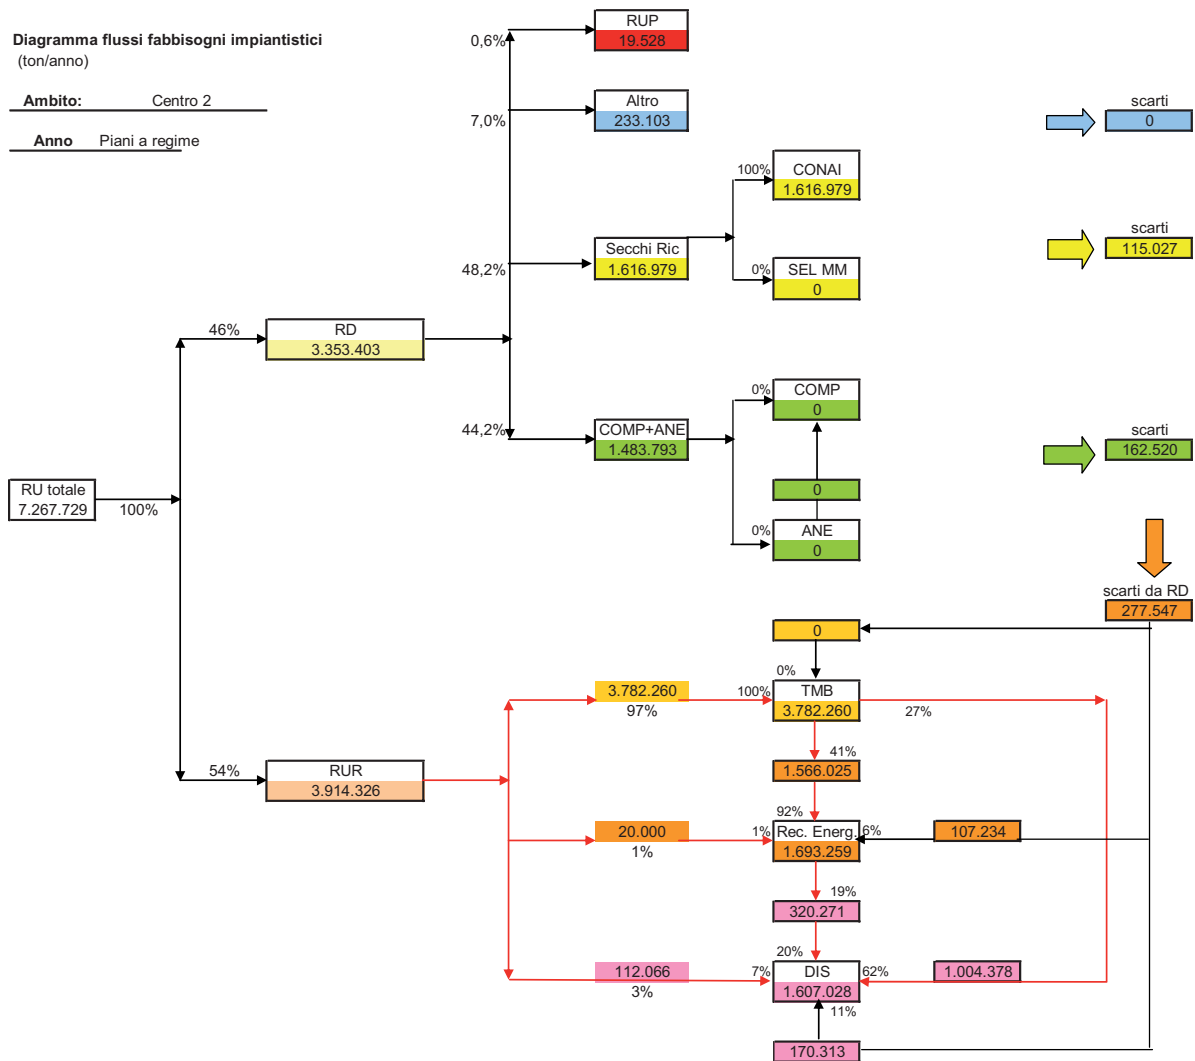 Diagramma flussi fabbisogni impiantistici
(ton/anno)
Ambito: Centro 2
Anno Piani a regime
RUP
19.528
0,6%
Altro
233.103
7,0%
scarti
0
CONAI
1.616.979
100%
Secchi Ric
1.616.979
48,2%
SEL MM
0
0%
scarti
115.027
46%
RD
3.353.403
COMP
0
0%
44,2%
COMP+ANE
1.483.793
scarti
162.520
0
RU totale
7.267.729
100%
0%
ANE
0
scarti da RD
277.547
0
0%
3.782.260
97%
100%
TMB
3.782.260
27%
41%
1.566.025
54%
RUR
3.914.326
92%
20.000
1%
1%
Rec. Energ.
1.693.259
6%
107.234
19%
320.271
20%
112.066
3%
7%
DIS
1.607.028
62%
1.004.378
11%
170.313